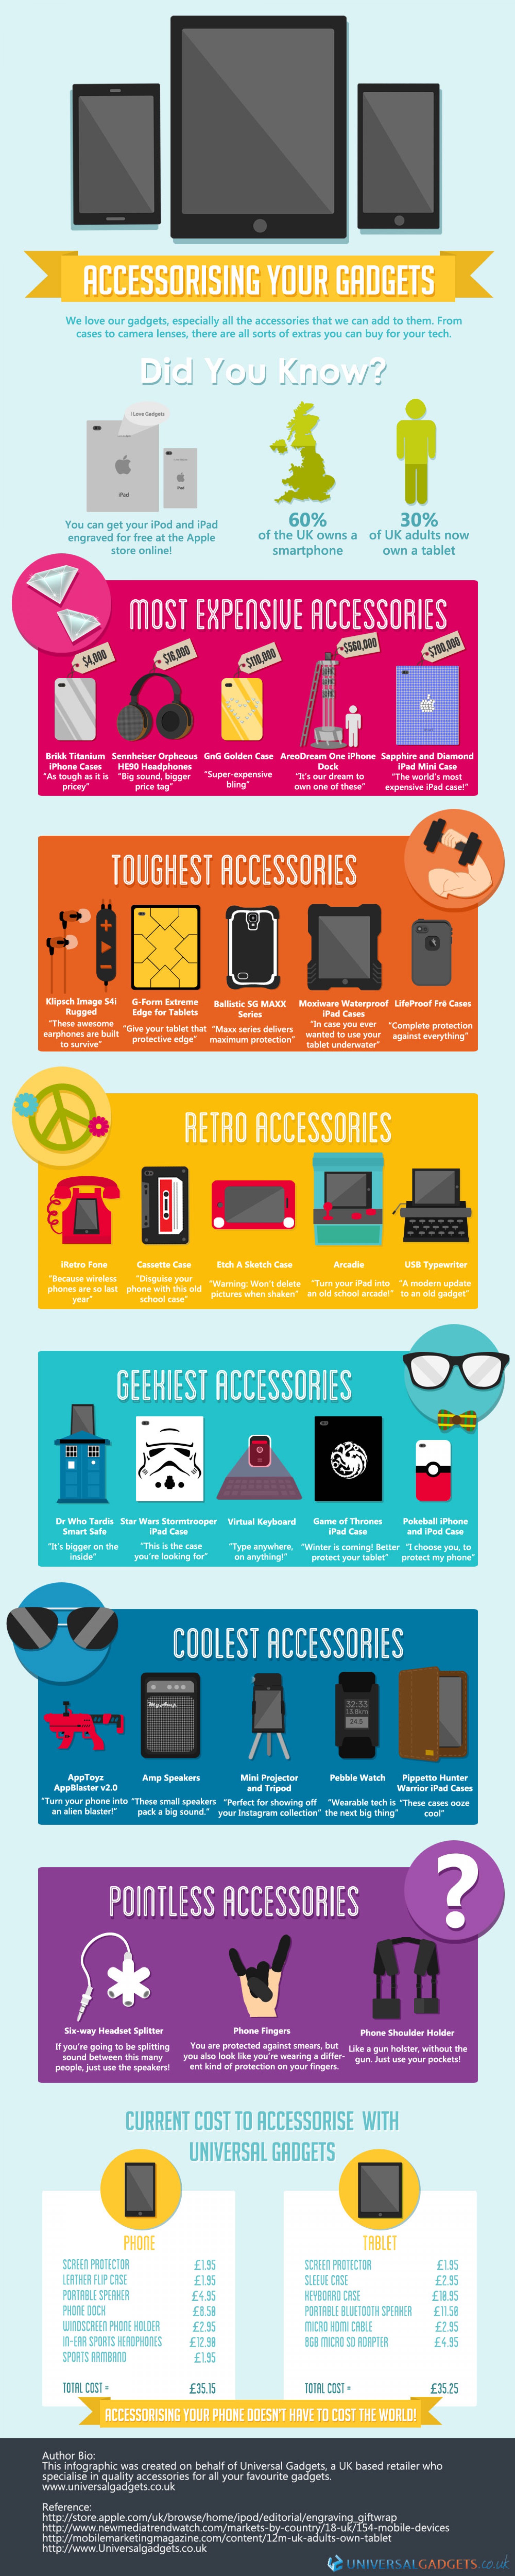 ACCESSORISING YOUR GADGETS
We love our gadgets, especially all the accessories that we can add to them. From
cases to camera lenses, there are all sorts of extras you can buy for your tech.
Did You Know?
I Love Gadgets
iPad
iPod
You can get your iPod and iPad
engraved for free at the Apple
store online!
60%
of the UK owns a
smartphone
30%
of UK adults now
own a tablet
MOST EXPENSIVE ACCESSORIES
$4,000
$16,000
$110,000
$560,000
$700,000
Brikk Titanium
iPhone Cases
"As tough as it is
pricey"
Sennheiser Orpheous
HE90 Headphones
"Big sound, bigger
price tag"
GnG Golden Case
"Super-expensive
bling"
AreoDream One iPhone
Dock
"It's our dream to
own one of these"
Sapphire and Diamond
iPad Mini Case
"The world's most
expensive iPad case!"
TOUGHEST ACCESSORIES
Klipsch Image S4i
Rugged
"These awesome
earphones are built
to survive"
G-Form Extreme
Edge for Tablets
"Give your tablet that
protective edge"
Ballistic SG MAXX
Series
"Maxx series delivers
maximum protection"
Moxiware Waterproof
iPad Cases
"In case you ever
wanted to use your
tablet underwater"
LifeProof Frē Cases
"Complete protection
against everything"
RETRO ACCESSORIES
iRetro Fone
"Because wireless
phones are so last
year"
Cassette Case
"Disguise your
phone with this old
school case"
Etch A Sketch Case
"Warning: Won't delete
pictures when shaken"
Arcadie
"Turn your iPad into
an old school arcade!"
USB Typewriter
"A modern update
to an old gadget"
GEEKIEST ACCESSORIES
Dr Who Tardis
Smart Safe
"It's bigger on the
inside"
Star Wars Stormtrooper
iPad Case
"This is the case
you're looking for"
Virtual Keyboard
"Type anywhere,
on anything!"
Game of Thrones
iPad Case
"Winter is coming! Better
protect your tablet"
Pokeball iPhone
and iPod Case
"I choose you, to
protect my phone"
COOLEST ACCESSORIES
32:33
13.8km
24.5
AppToyz
AppBlaster v2.0
"Turn your phone into
an alien blaster!"
Amp Speakers
"These small speakers
pack a big sound."
Mini Projector
and Tripod
"Perfect for showing off
your Instagram collection"
Pebble Watch
"Wearable tech is
the next big thing"
Pippetto Hunter
Warrior iPad Cases
"These cases ooze
cool"
POINTLESS ACCESSORIES
?
Six-way Headset Splitter
If you're going to be splitting
sound between this many
people, just use the speakers!
Phone Fingers
You are protected against smears, but
you also look like you're wearing a differ-
ent kind of protection on your fingers.
Phone Shoulder Holder
Like a gun holster, without the
gun. Just use your pockets!
CURRENT COST TO ACCESSORISE WITH
UNIVERSAL GADGETS
PHONE
SCREEN PROTECTOR £1.95
LEATHER FLIP CASE £1.95
PORTABLE SPEAKER £4.95
PHONE DOCK £8.50
WINDSCREEN PHONE HOLDER £2.95
IN-EAR SPORTS HEADPHONES £12.90
SPORTS ARMBAND £1.95
TOTAL COST = £35.15
TABLET
SCREEN PROTECTOR £1.95
SLEEVE CASE £2.95
KEYBOARD CASE £10.95
PORTABLE BLUETOOTH SPEAKER £11.50
MICRO HDMI CABLE £2.95
8GB MICRO SD ADAPTER £4.95
TOTAL COST = £35.25
ACCESSORISING YOUR PHONE DOESN'T HAVE TO COST THE WORLD!
Author Bio:
This infographic was created on behalf of Universal Gadgets, a UK based retailer who
specialise in quality accessories for all your favourite gadgets.
www.universalgadgets.co.uk
Reference:
http://store.apple.com/uk/browse/home/ipod/editorial/engraving_giftwrap
http://www.newmediatrendwatch.com/markets-by-country/18-uk/154-mobile-devices
http://mobilemarketingmagazine.com/content/12m-uk-adults-own-tablet
http://www.Universalgadgets.co.uk
UNIVERSALGADGETS.co.uk